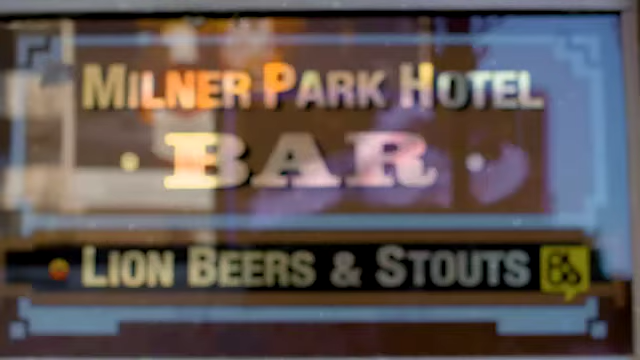 MILNER PARK HOTEL
• BAR •
• LION BEERS & STOUTS